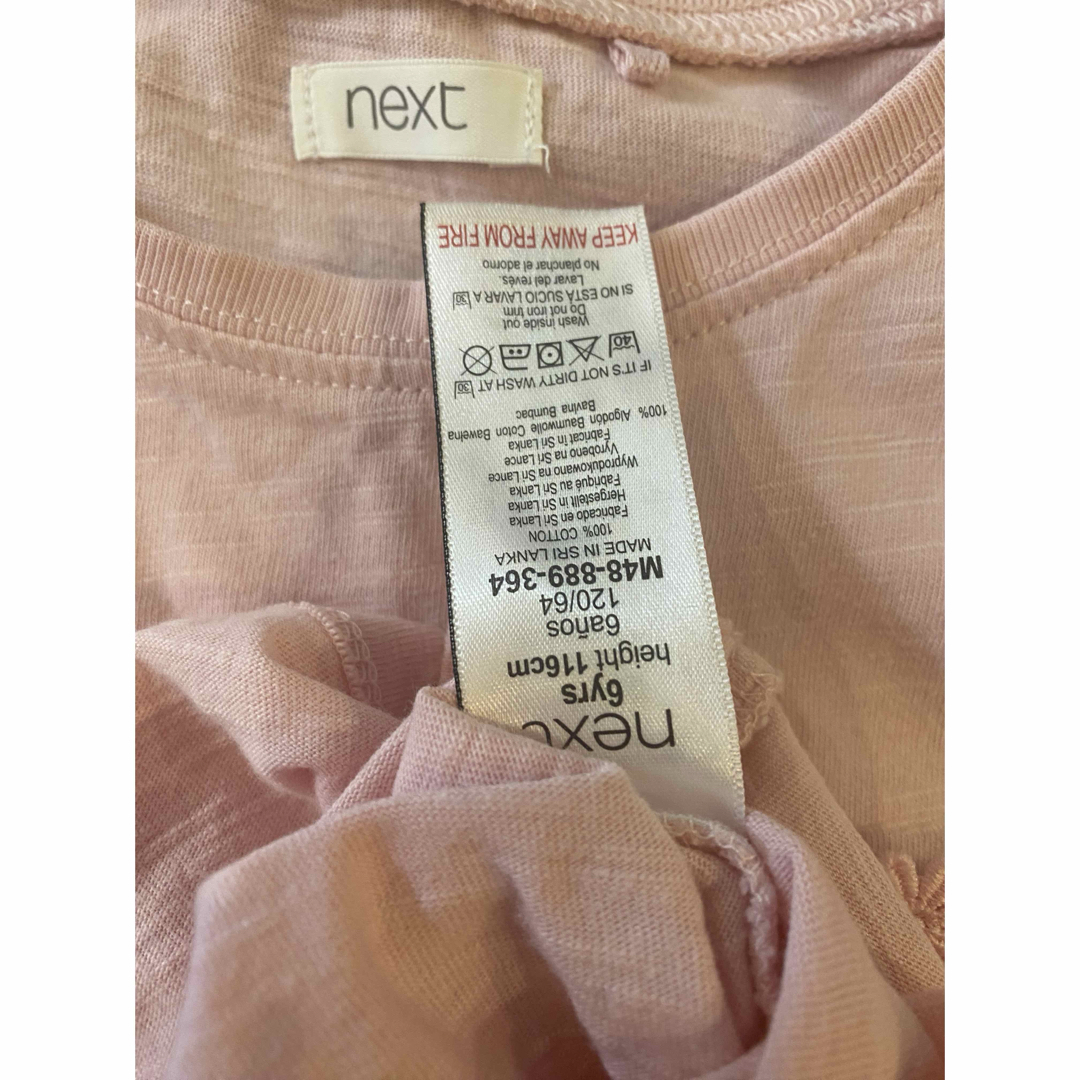 next
next
6yrs
height 116cm
6años
120/64
M48-889-364
MADE IN SRI LANKA
100% COTTON
Fabricado en Sri Lanka
Hergestellt in Sri Lanka
Fabriqué au Sri Lanka
Wyprodukowano na Sri Lance
Vyrobeno na Sri Lance
Fabricat in Sri Lanka
100% Algodón Baumwolle Coton Bawełna
Bavlna Bumbac
IF IT'S NOT DIRTY WASH AT 30
40
Wash inside out
Do not iron trim
SI NO ESTÁ SUCIO LAVAR A 30
Lavar del revés.
No planchar el adorno
KEEP AWAY FROM FIRE